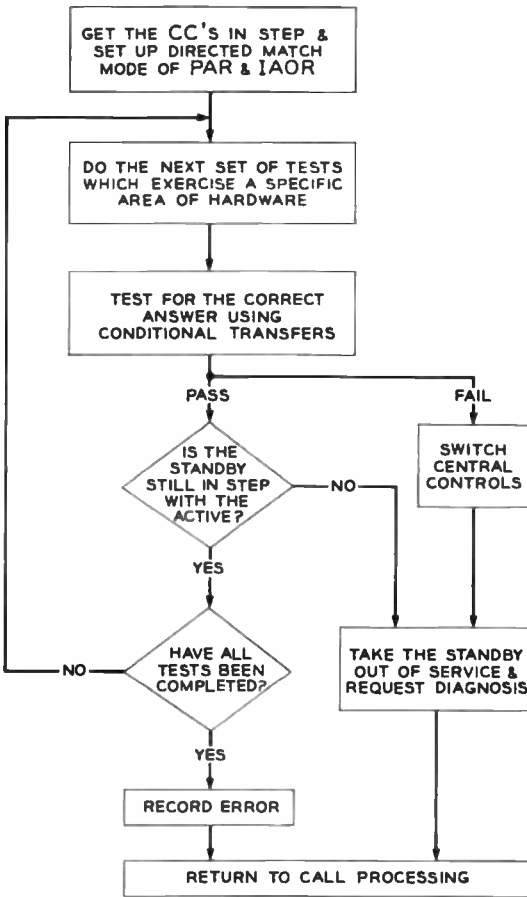 GET THE CC'S IN STEP &
SET UP DIRECTED MATCH
MODE OF PAR & IAOR
DO THE NEXT SET OF TESTS
WHICH EXERCISE A SPECIFIC
AREA OF HARDWARE
TEST FOR THE CORRECT
ANSWER USING
CONDITIONAL TRANSFERS
PASS
FAIL
IS THE
STANDBY
STILL IN STEP
WITH THE
ACTIVE?
NO
SWITCH
CENTRAL
CONTROLS
YES
HAVE ALL
TESTS BEEN
COMPLETED?
NO
TAKE THE STANDBY
OUT OF SERVICE &
REQUEST DIAGNOSIS
YES
RECORD ERROR
RETURN TO CALL PROCESSING